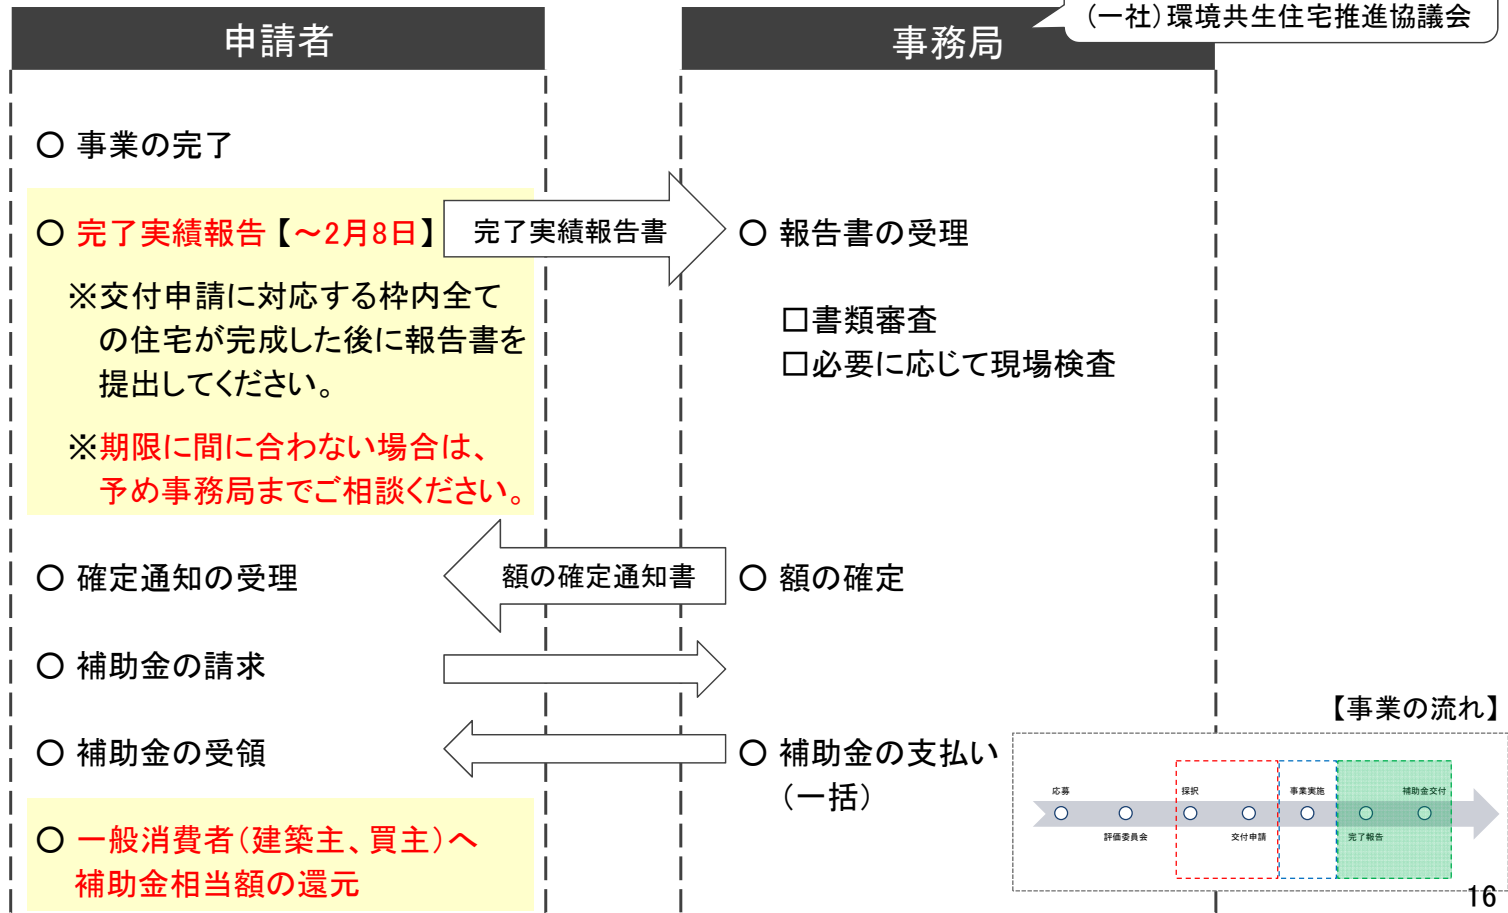 申請者
事務局
(一社)環境共生住宅推進協議会
○ 事業の完了
○ 完了実績報告【～2月8日】
完了実績報告書
○ 報告書の受理
※交付申請に対応する枠内全て
の住宅が完成した後に報告書を
提出してください。
□書類審査
□必要に応じて現場検査
※期限に間に合わない場合は、
予め事務局までご相談ください。
○ 確定通知の受理
額の確定通知書
○ 額の確定
○ 補助金の請求
○ 補助金の受領
○ 補助金の支払い
(一括)
○ 一般消費者(建築主、買主)へ
補助金相当額の還元
【事業の流れ】
応募
採択
事業実施
補助金交付
評価委員会
交付申請
完了報告
16